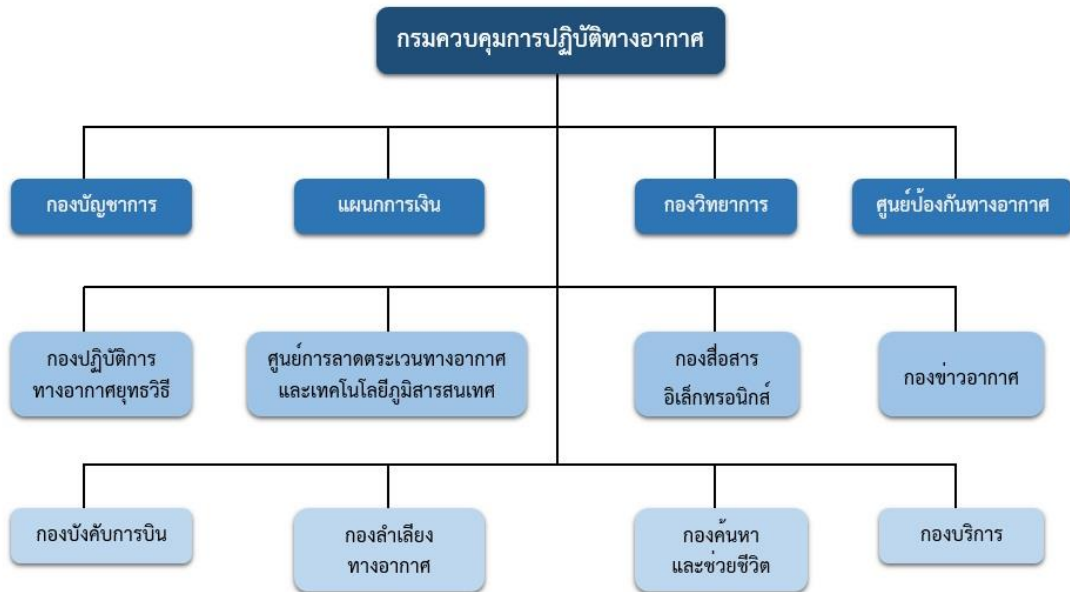 กรมควบคุมการปฏิบัติทางอากาศ
กองบัญชาการ
แผนกการเงิน
กองวิทยาการ
ศูนย์ป้องกันทางอากาศ
กองปฏิบัติการ
ทางอากาศยุทธวิธี
ศูนย์การลาดตระเวนทางอากาศ
และเทคโนโลยีภูมิสารสนเทศ
กองสื่อสาร
อิเล็กทรอนิกส์
กองข่าวอากาศ
กองบังคับการบิน
กองลำเลียง
ทางอากาศ
กองค้นหา
และช่วยชีวิต
กองบริการ